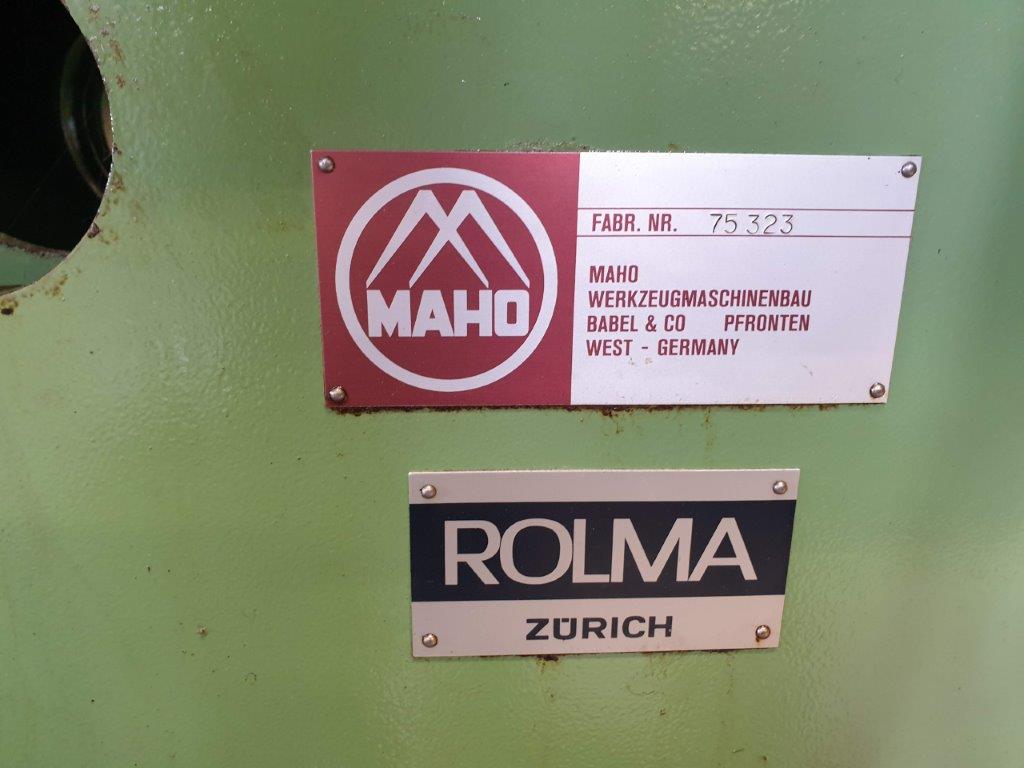 MAHO
FABR. NR. 75 323
MAHO
WERKZEUGMASCHINENBAU
BABEL & CO PFRONTEN
WEST - GERMANY
ROLMA
ZÜRICH